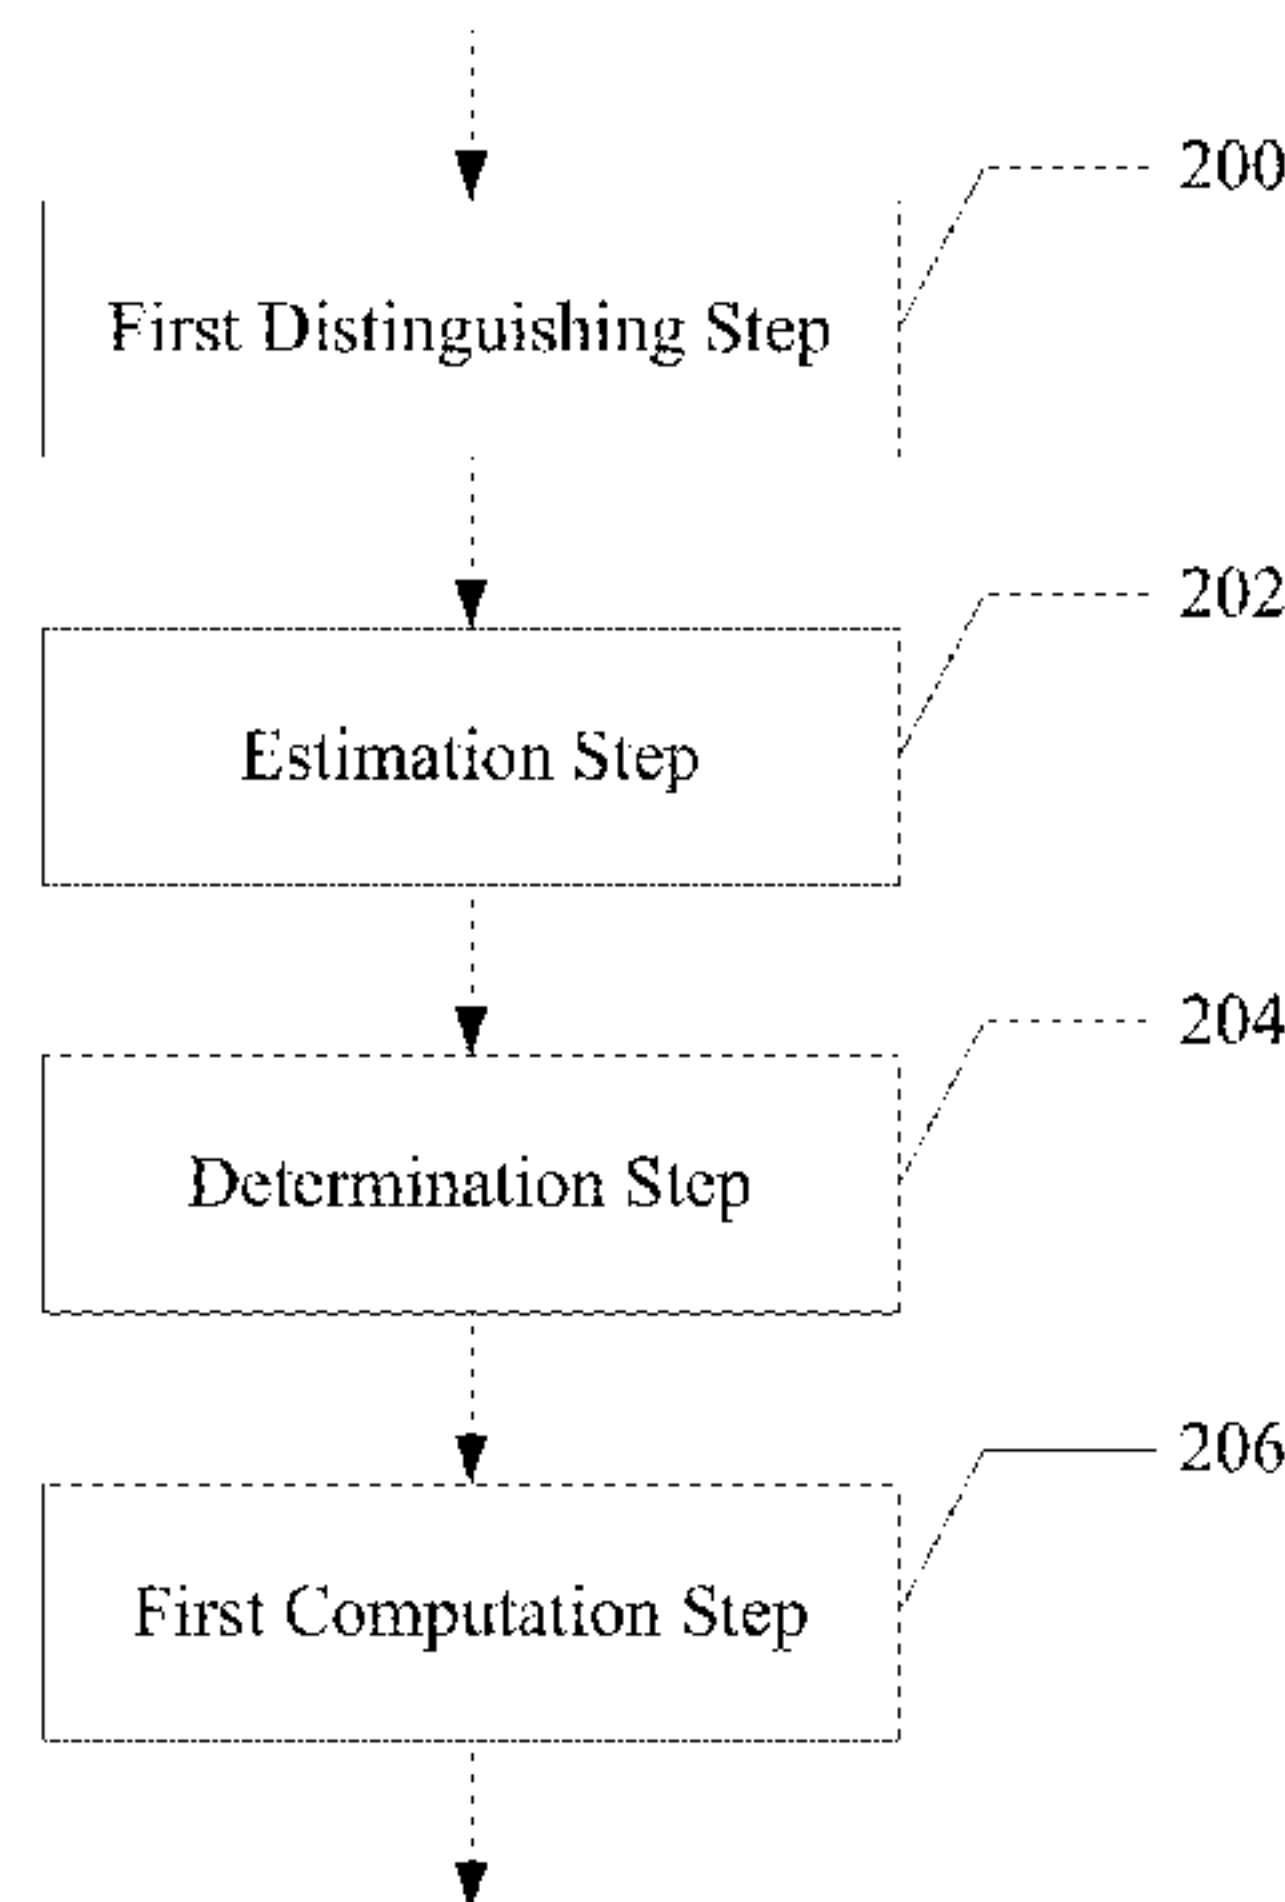 200
First Distinguishing Step
202
Estimation Step
204
Determination Step
206
First Computation Step